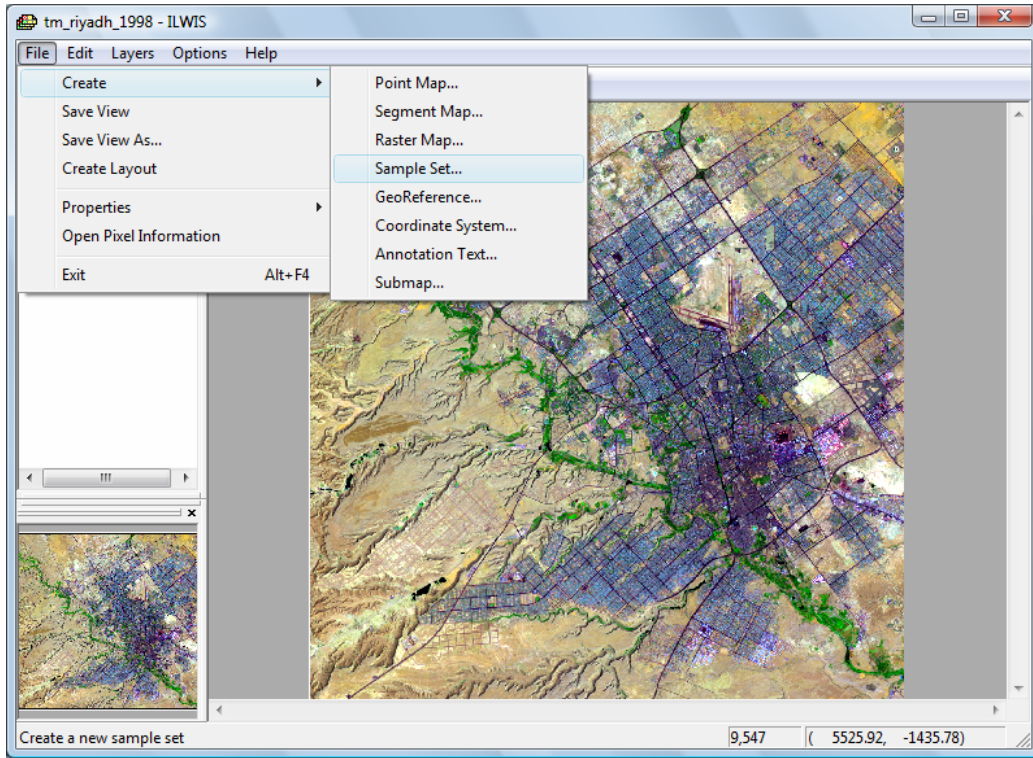 tm_riyadh_1998 - ILWIS
File Edit Layers Options Help
Create
Save View
Save View As...
Create Layout
Properties
Open Pixel Information
Exit Alt+F4
Point Map...
Segment Map...
Raster Map...
Sample Set...
GeoReference...
Coordinate System...
Annotation Text...
Submap...
Create a new sample set
9,547
( 5525.92, -1435.78)